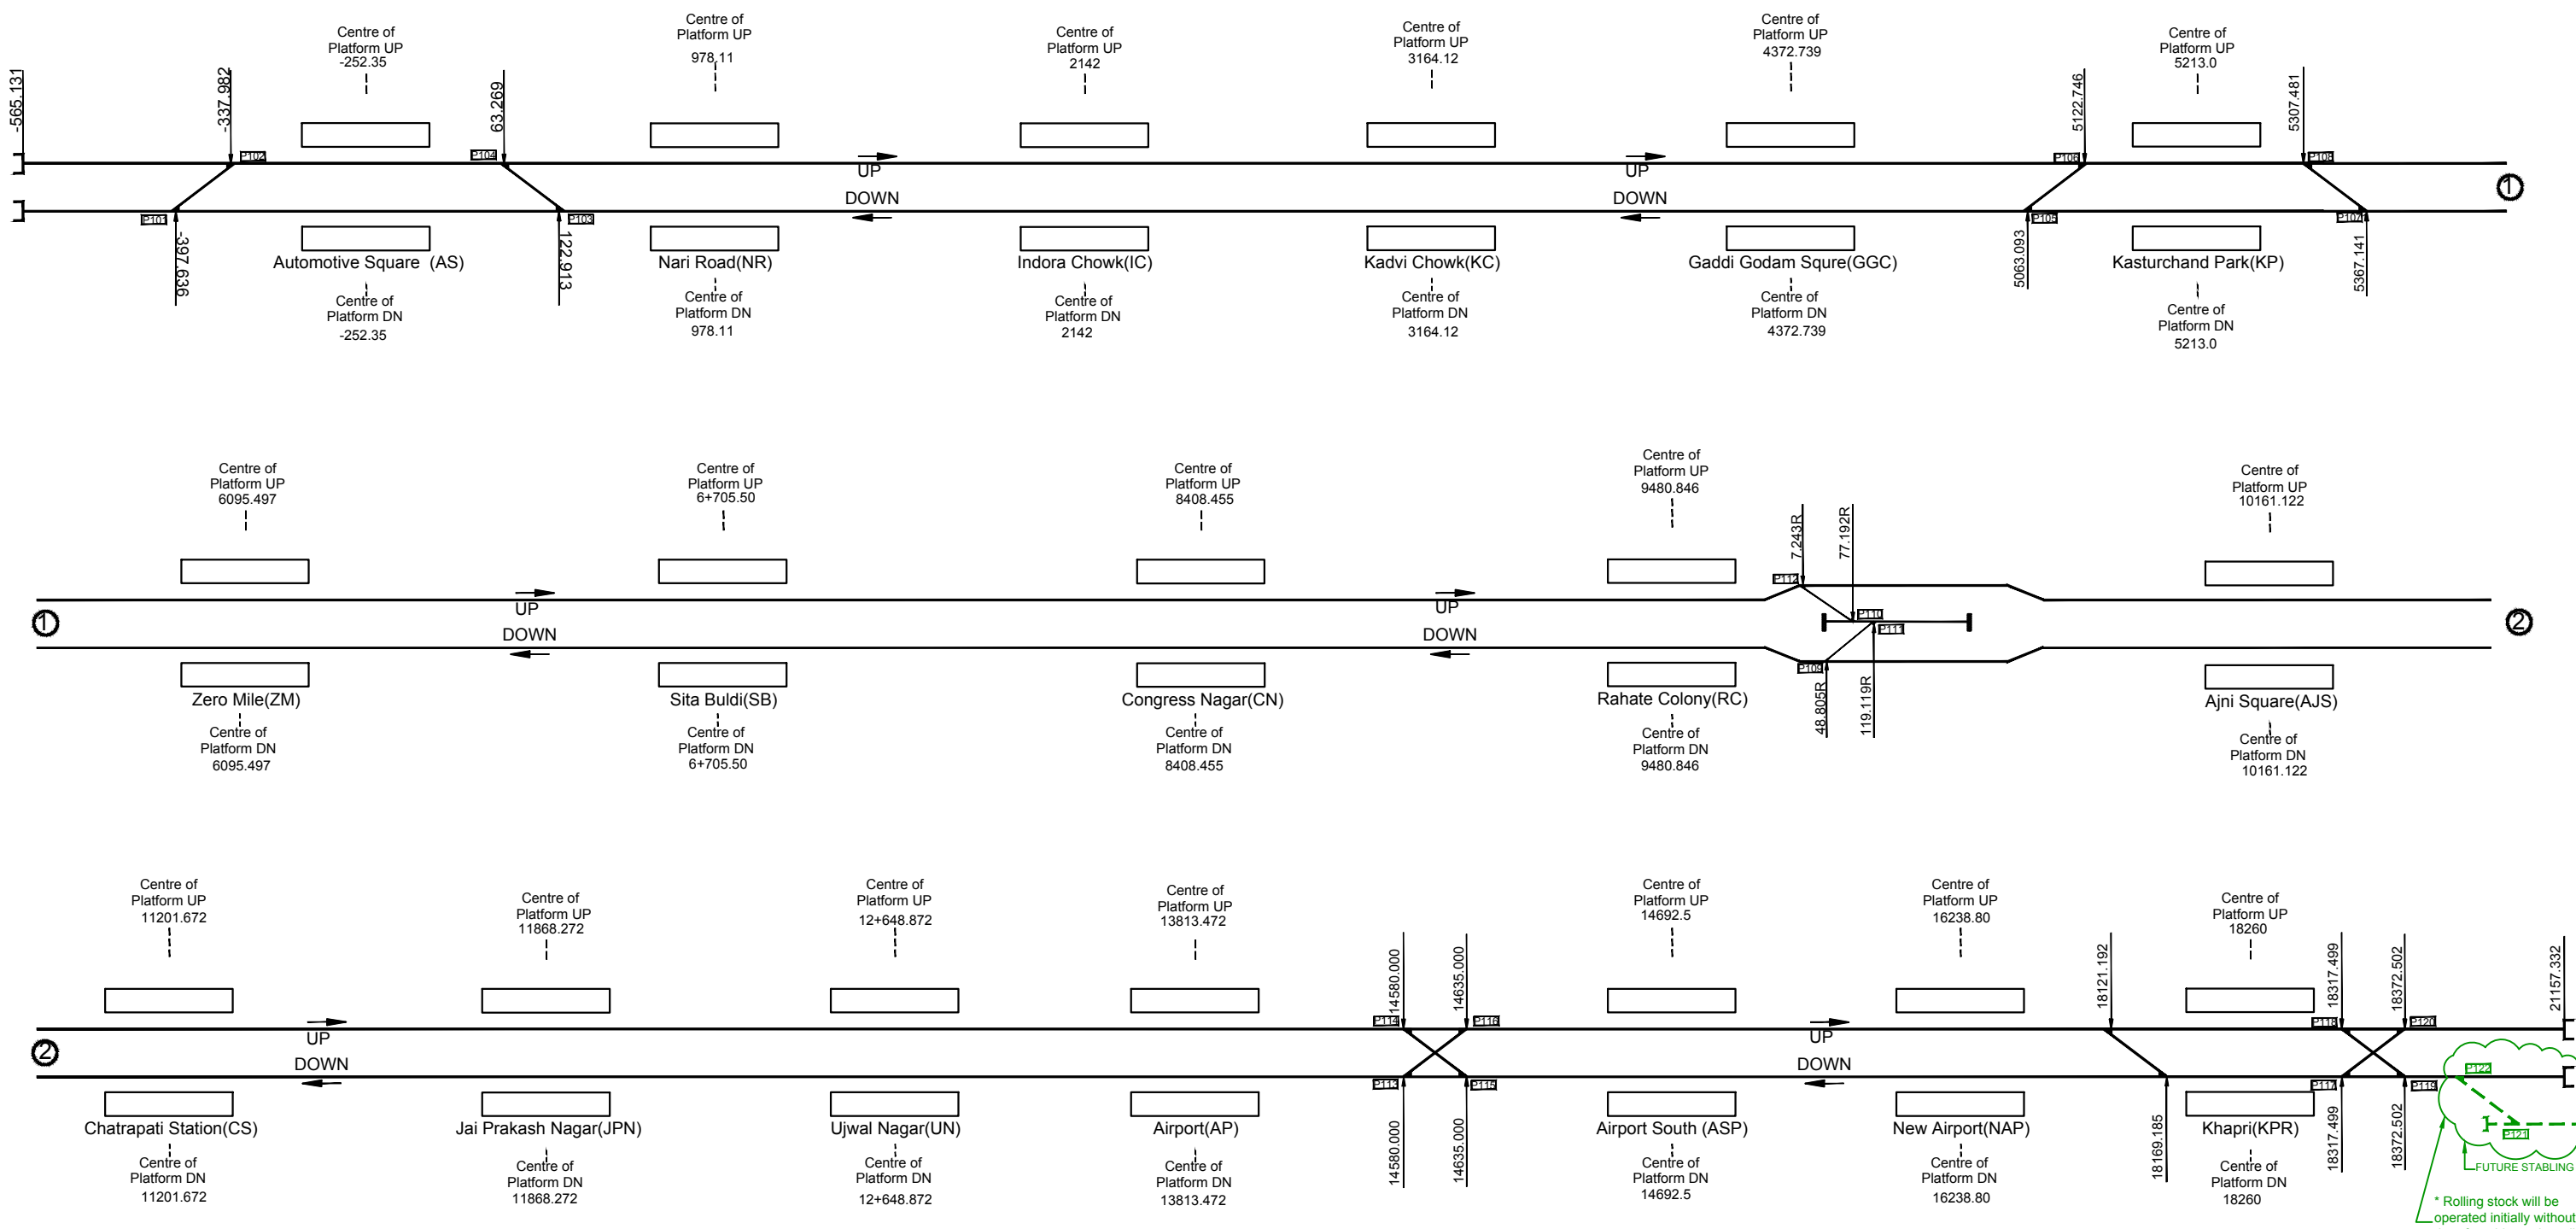 Centre of
Platform UP
-252.35
Centre of
Platform UP
978.11
Centre of
Platform UP
2142
Centre of
Platform UP
3164.12
Centre of
Platform UP
4372.739
Centre of
Platform UP
5213.0
-565.131
-337.982
63.269
5122.746
5307.481
P102
P104
P106
P108
UP
UP
DOWN
DOWN
1
P101
P103
P105
P107
-397.636
122.913
5063.093
5367.141
Automotive Square (AS)
Nari Road(NR)
Indora Chowk(IC)
Kadvi Chowk(KC)
Gaddi Godam Squre(GGC)
Kasturchand Park(KP)
Centre of
Platform DN
-252.35
Centre of
Platform DN
978.11
Centre of
Platform DN
2142
Centre of
Platform DN
3164.12
Centre of
Platform DN
4372.739
Centre of
Platform DN
5213.0
Centre of
Platform UP
6095.497
Centre of
Platform UP
6+705.50
Centre of
Platform UP
8408.455
Centre of
Platform UP
9480.846
Centre of
Platform UP
10161.122
7.243R
77.192R
P112
P110
P111
P109
1
UP
UP
DOWN
DOWN
2
48.805R
119.119R
Zero Mile(ZM)
Sita Buldi(SB)
Congress Nagar(CN)
Rahate Colony(RC)
Ajni Square(AJS)
Centre of
Platform DN
6095.497
Centre of
Platform DN
6+705.50
Centre of
Platform DN
8408.455
Centre of
Platform DN
9480.846
Centre of
Platform DN
10161.122
Centre of
Platform UP
11201.672
Centre of
Platform UP
11868.272
Centre of
Platform UP
12+648.872
Centre of
Platform UP
13813.472
Centre of
Platform UP
14692.5
Centre of
Platform UP
16238.80
Centre of
Platform UP
18260
14580.000
14635.000
18121.192
18317.499
18372.502
21157.332
P114
P116
P118
P120
2
UP
UP
DOWN
DOWN
P113
P115
P117
P119
P122
P121
14580.000
14635.000
18169.185
18317.499
18372.502
Chatrapati Station(CS)
Jai Prakash Nagar(JPN)
Ujwal Nagar(UN)
Airport(AP)
Airport South (ASP)
New Airport(NAP)
Khapri(KPR)
Centre of
Platform DN
11201.672
Centre of
Platform DN
11868.272
Centre of
Platform DN
12+648.872
Centre of
Platform DN
13813.472
Centre of
Platform DN
14692.5
Centre of
Platform DN
16238.80
Centre of
Platform DN
18260
FUTURE STABLING
* Rolling stock will be
operated initially without